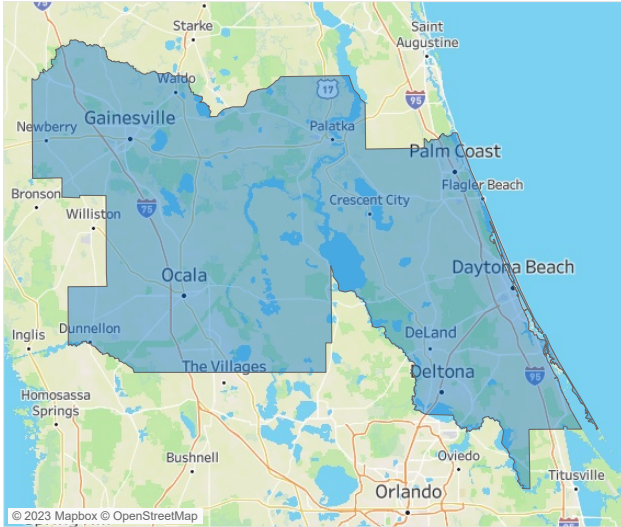 75
Starke
Saint
Augustine
Waldo
17
95
Newberry
Gainesville
Palatka
Palm Coast
Bronson
Crescent City
Flagler Beach
Williston
75
Ocala
Daytona Beach
Inglis
Dunnellon
DeLand
The Villages
Deltona
95
Homosassa
Springs
Bushnell
Oviedo
Titusville
Orlando
© 2023 Mapbox © OpenStreetMap